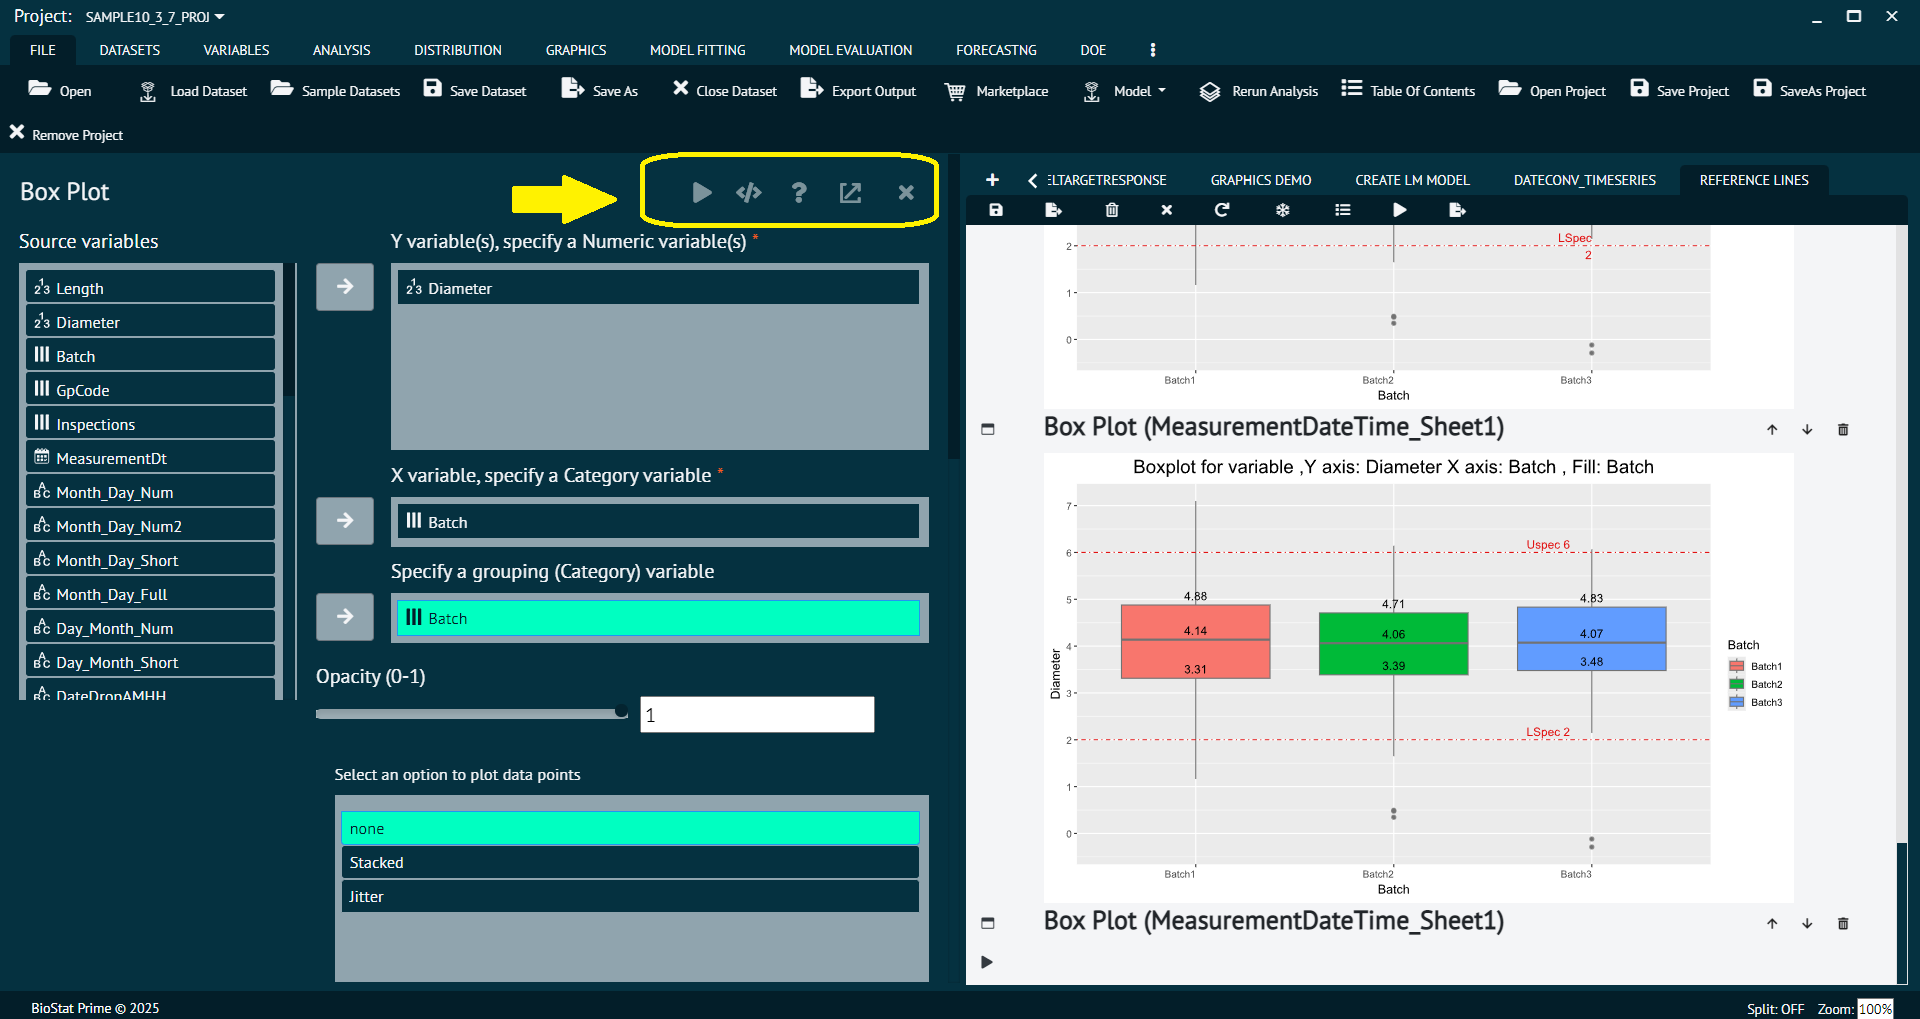 Project: SAMPLE10_3_7_PROJ
FILE DATASETS VARIABLES ANALYSIS DISTRIBUTION GRAPHICS MODEL FITTING MODEL EVALUATION FORECASTNG DOE
Open Load Dataset Sample Datasets Save Dataset Save As Close Dataset Export Output Marketplace Model Rerun Analysis Table Of Contents Open Project Save Project SaveAs Project
Remove Project
Box Plot
Source variables
Length
Diameter
Batch
GpCode
Inspections
MeasurementDt
Month_Day_Num
Month_Day_Num2
Month_Day_Short
Month_Day_Full
Day_Month_Num
Day_Month_Short
DateDropAMHH
Y variable(s), specify a Numeric variable(s) *
Diameter
X variable, specify a Category variable *
Batch
Specify a grouping (Category) variable
Batch
Opacity (0-1)
1
Select an option to plot data points
none
Stacked
Jitter
ELTARGETRESPONSE GRAPHICS DEMO CREATE LM MODEL DATECONV_TIMESERIES REFERENCE LINES
LSpec
2
2
1
0
Batch1 Batch2 Batch3
Batch
Box Plot (MeasurementDateTime_Sheet1)
Boxplot for variable ,Y axis: Diameter X axis: Batch , Fill: Batch
7
6
5
4
3
2
1
0
Diameter
Uspec 6
4.88 4.71 4.83
4.14 4.06 4.07
3.31 3.39 3.48
LSpec 2
Batch1 Batch2 Batch3
Batch
Batch
Batch1
Batch2
Batch3
Box Plot (MeasurementDateTime_Sheet1)
BioStat Prime © 2025
Split: OFF Zoom: 100%